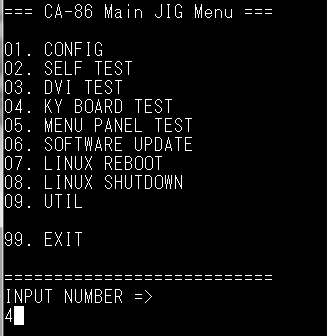 === CA-86 Main JIG Menu ===
01. CONFIG
02. SELF TEST
03. DVI TEST
04. KY BOARD TEST
05. MENU PANEL TEST
06. SOFTWARE UPDATE
07. LINUX REBOOT
08. LINUX SHUTDOWN
09. UTIL
99. EXIT
===========================
INPUT NUMBER =>
4